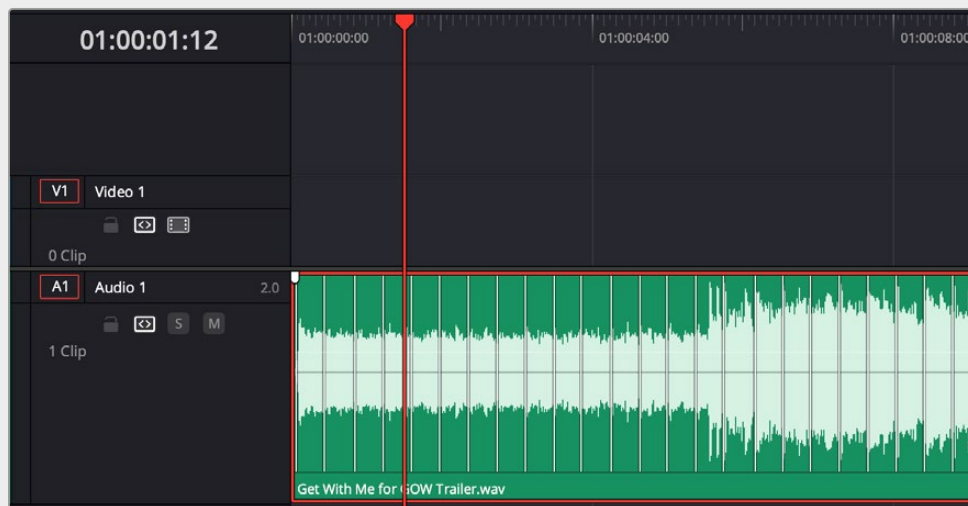 01:00:01:12
01:00:00:00
01:00:04:00
01:00:08:00
V1 Video 1
0 Clip
A1 Audio 1 2.0
S M
1 Clip
Get With Me for GOW Trailer.wav